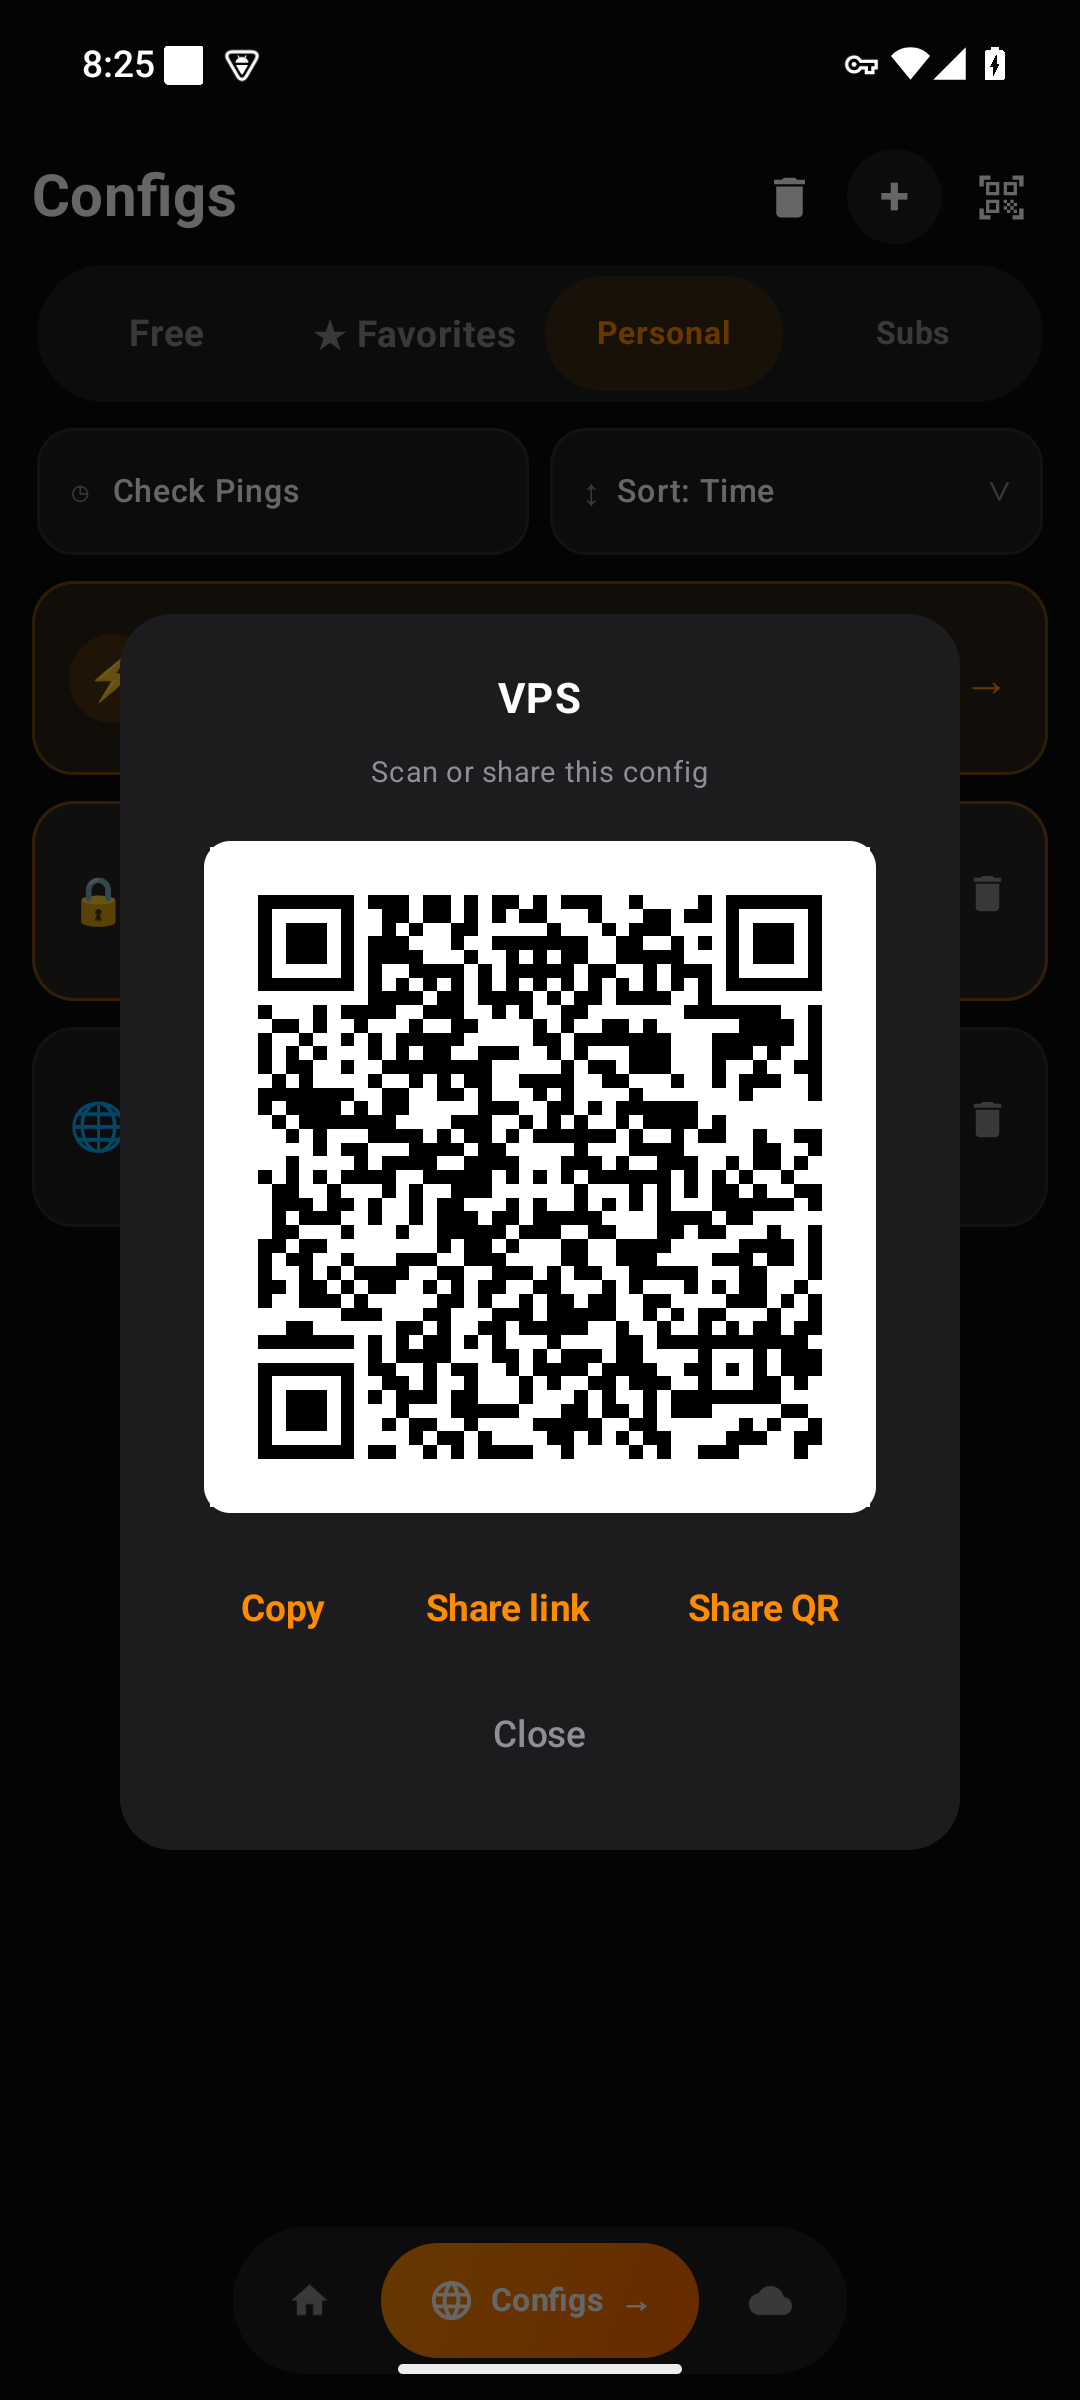 8:25
Configs
Free
★ Favorites
Personal
Subs
Check Pings
Sort: Time
VPS
Scan or share this config
Copy
Share link
Share QR
Close
Configs →